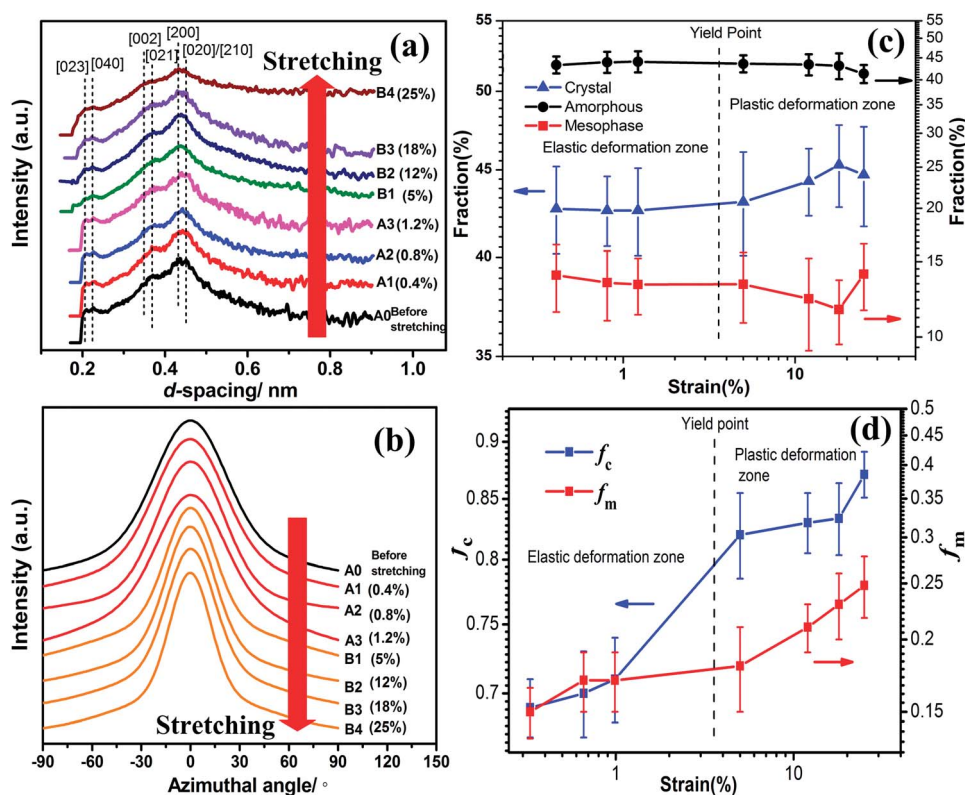 (a)
[002]
[200]
[021]
[020]/[210]
[023]
[040]
Stretching
B4 (25%)
B3 (18%)
B2 (12%)
B1 (5%)
A3 (1.2%)
A2 (0.8%)
A1 (0.4%)
A0 Before stretching
Intensity (a.u.)
0.2 0.4 0.6 0.8 1.0
d-spacing/ nm
(c)
Yield Point
Crystal
Amorphous
Mesophase
Plastic deformation zone
Elastic deformation zone
Fraction(%)
55
50
45
40
35
Fraction(%)
55
50
45
40
35
30
25
20
15
10
1 10
Strain(%)
(b)
A0 Before stretching
A1 (0.4%)
A2 (0.8%)
A3 (1.2%)
B1 (5%)
B2 (12%)
B3 (18%)
B4 (25%)
Stretching
Intensity (a.u.)
-90 -60 -30 0 30 60 90 120 150
Azimuthal angle/ °
(d)
Yield point
fc
fm
Plastic deformation
zone
Elastic deformation zone
fc
0.9
0.85
0.8
0.75
0.7
fm
0.5
0.45
0.4
0.35
0.3
0.25
0.2
0.15
1 10
Strain(%)